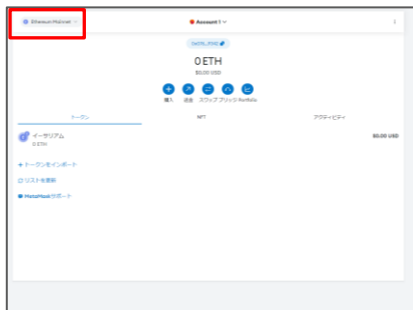 Ethereum Mainnet
Account 1
0 ETH
$0.00 USD
購入 送金 スワップ ブリッジ Portfolio
トークン NFT アクティビティ
イーサリアム $0.00 USD
0 ETH
+ トークンをインポート
リストを更新
MetaMaskサポート